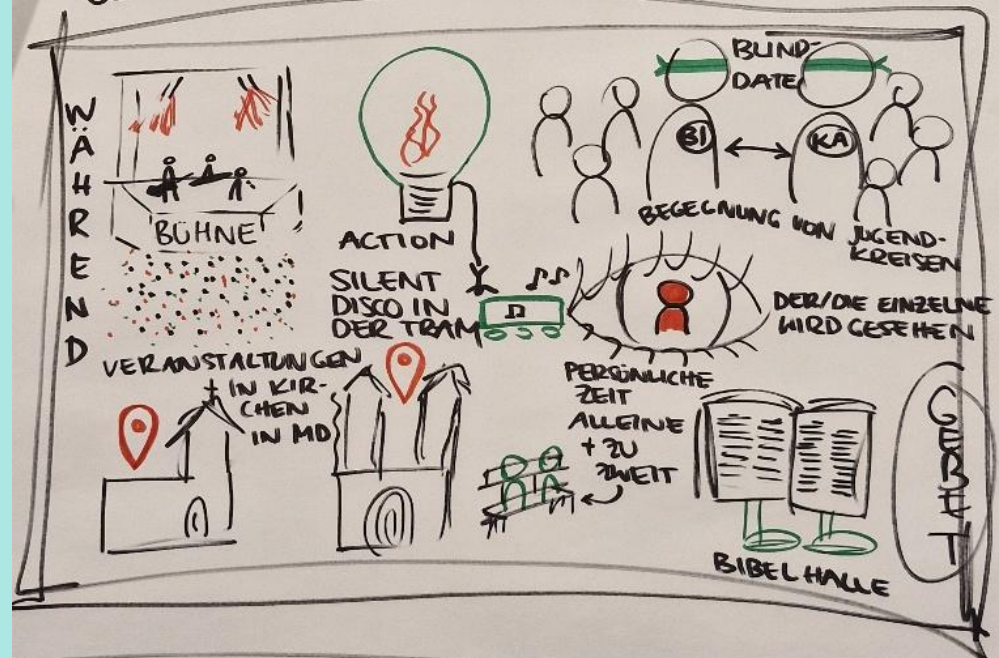 WÄHREND
BÜHNE
ACTION
BLIND-
DATE
BI
KA
BEGEGNUNG VON JUGEND-
KREISEN
SILENT
DISCO IN
DER TRAM
DER/DIE EINZELNE
WIRD GESEHEN
VERANSTALTUNGEN
+ IN KIR-
CHEN
IN MD
PERSÖNLICHE
ZEIT
ALLEINE
+ ZU
ZWEIT
BIBELHALLE
GEBET